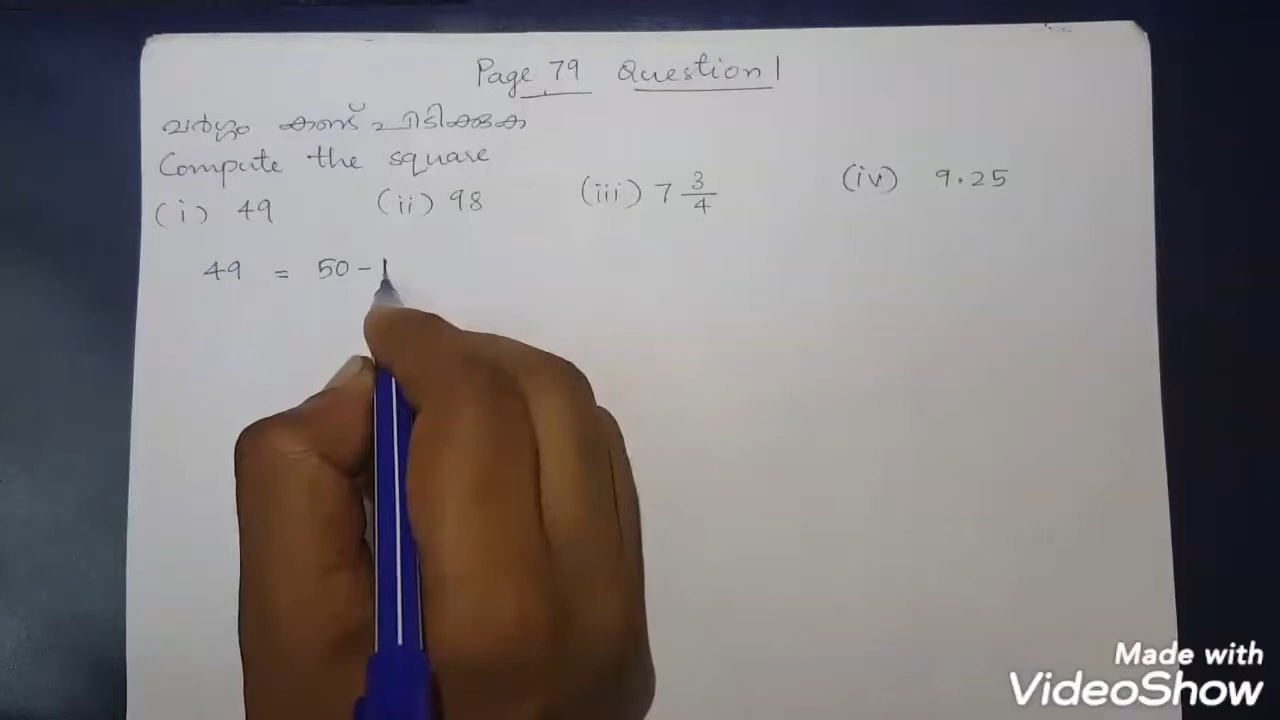 Page 79 Question 1
വർഗ്ഗം കണ്ട് പിടിക്കുക
Compute the square
(i) 49 (ii) 98 (iii) 7 3/4 (iv) 9.25
49 = 50 - 1
Made with
VideoShow